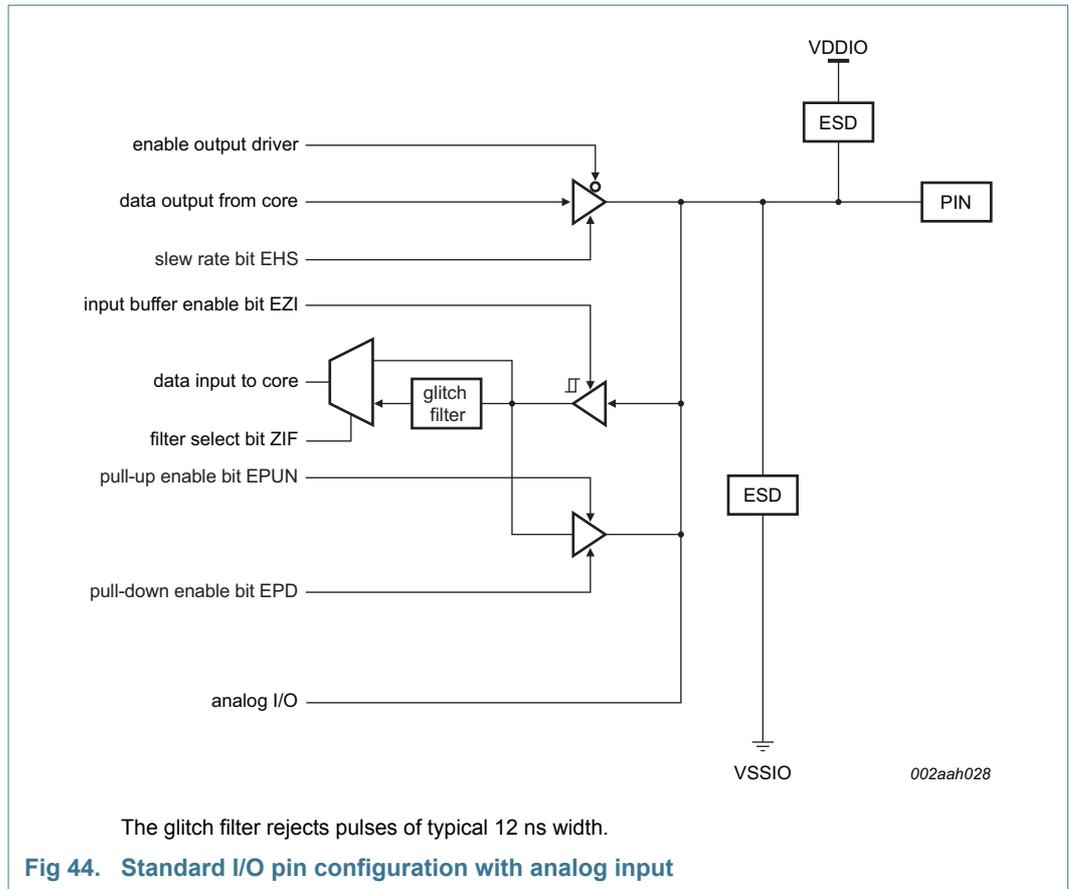 VDDIO
ESD
enable output driver
data output from core
PIN
slew rate bit EHS
input buffer enable bit EZI
data input to core
glitch
filter
filter select bit ZIF
pull-up enable bit EPUN
ESD
pull-down enable bit EPD
analog I/O
VSSIO
002aah028
The glitch filter rejects pulses of typical 12 ns width.
Fig 44. Standard I/O pin configuration with analog input